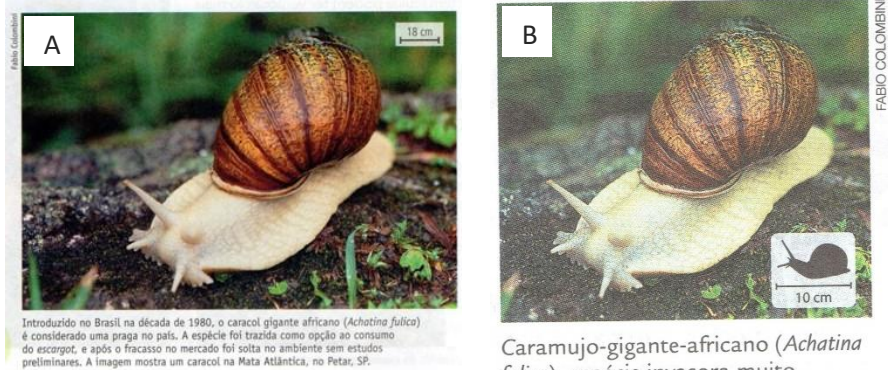 A
Fabio Colombini
18 cm
Introduzido no Brasil na década de 1980, o caracol gigante africano (Achatina fulica)
é considerado uma praga no país. A espécie foi trazida como opção ao consumo
do escargot, e após o fracasso no mercado foi solta no ambiente sem estudos
preliminares. A imagem mostra um caracol na Mata Atlântica, no Petar, SP.
B
FABIO COLOMBINI
10 cm
Caramujo-gigante-africano (Achatina